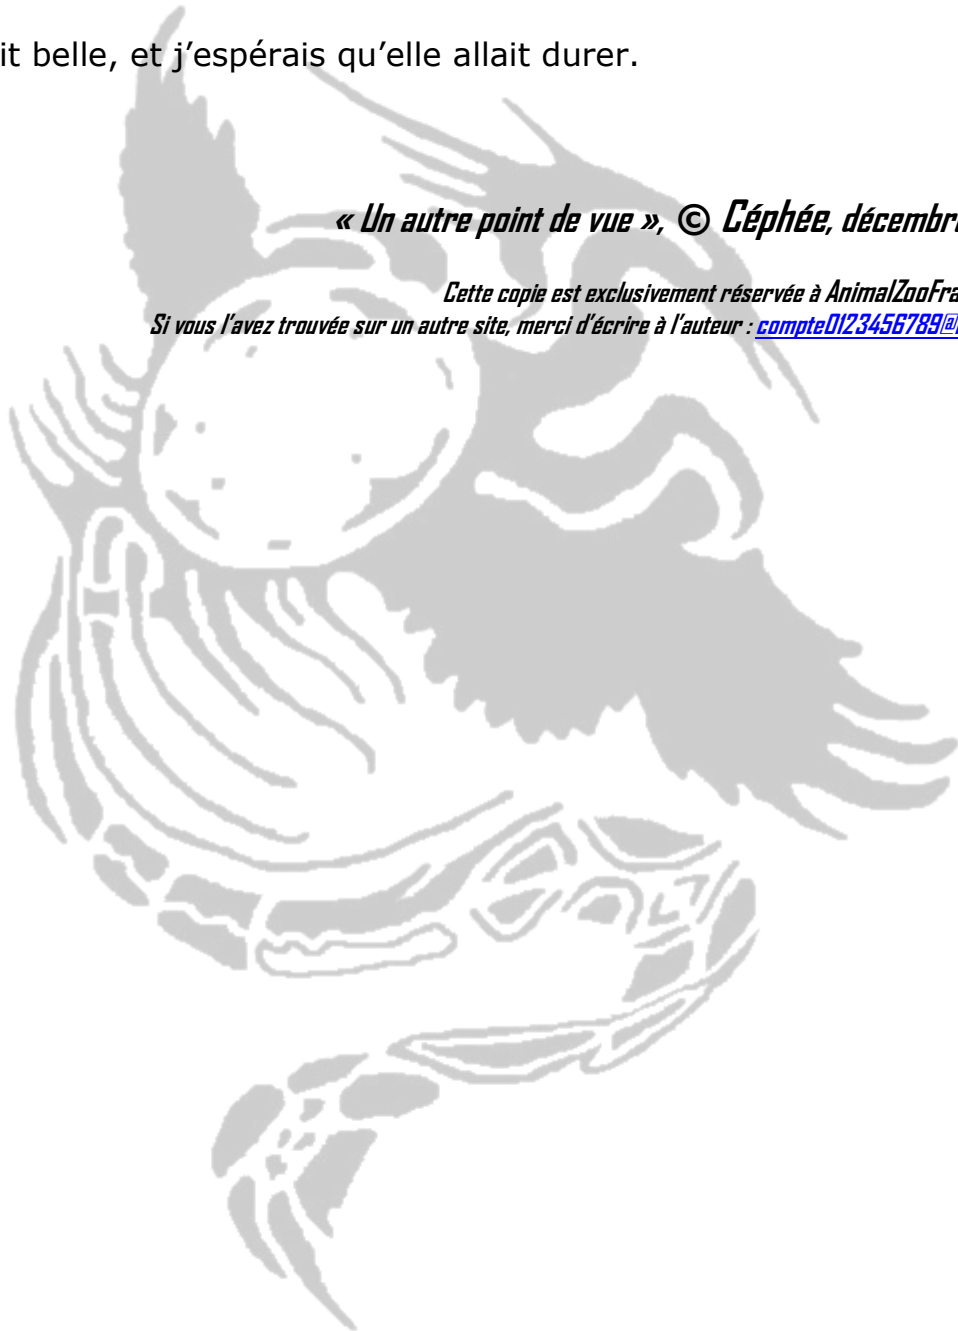 it belle, et j’espérais qu’elle allait durer.
« Un autre point de vue », © Céphée, décembr
Cette copie est exclusivement réservée à AnimalZooFra
Si vous l’avez trouvée sur un autre site, merci d’écrire à l’auteur : compte0123456789@